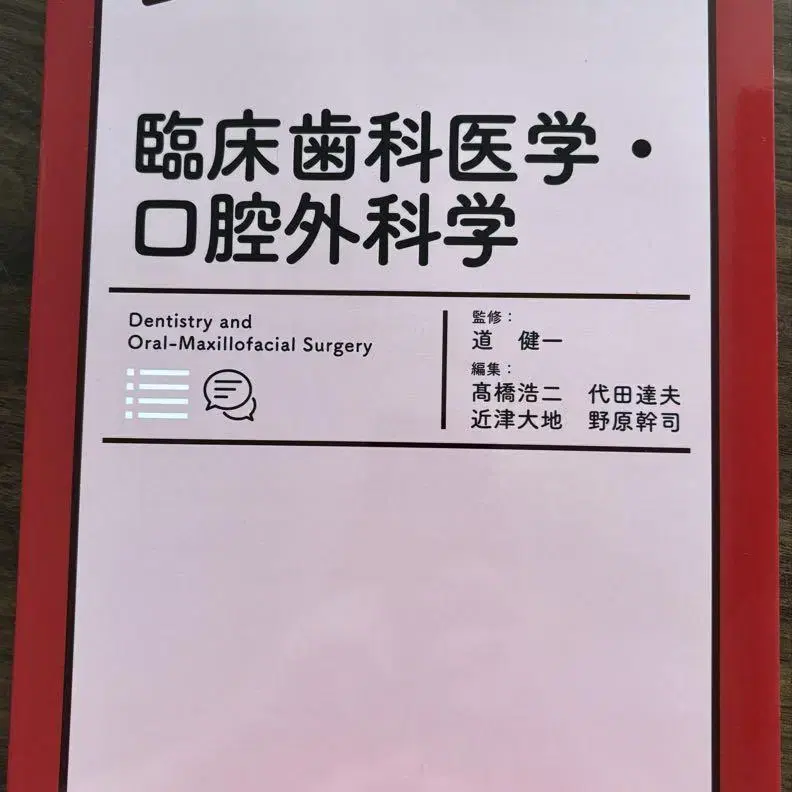 臨床歯科医学・
口腔外科学
Dentistry and
Oral-Maxillofacial Surgery
監修：
道　健一
編集：
髙橋浩二　代田達夫
近津大地　野原幹司